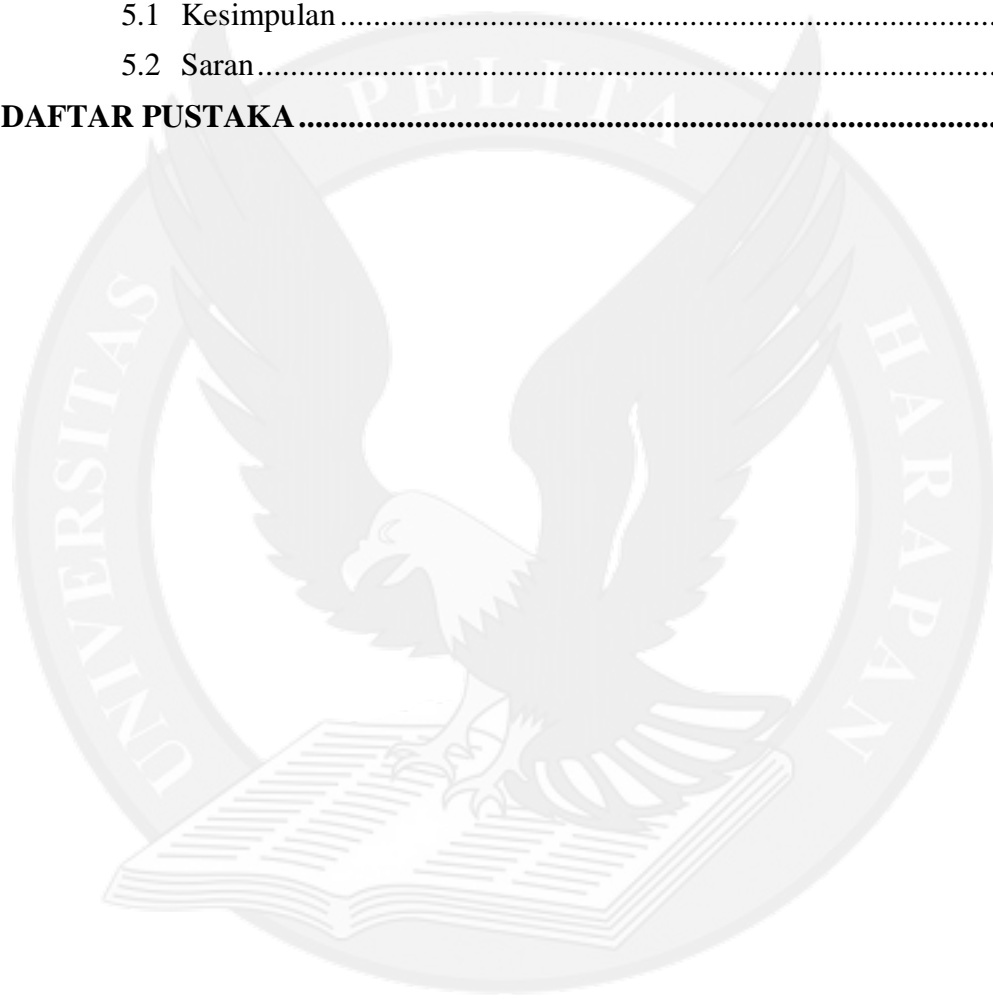 5.1 Kesimpulan.......................................................................................
5.2 Saran.......................................................................................
DAFTAR PUSTAKA.......................................................................................
UNIVERSITAS PELITA HARAPAN